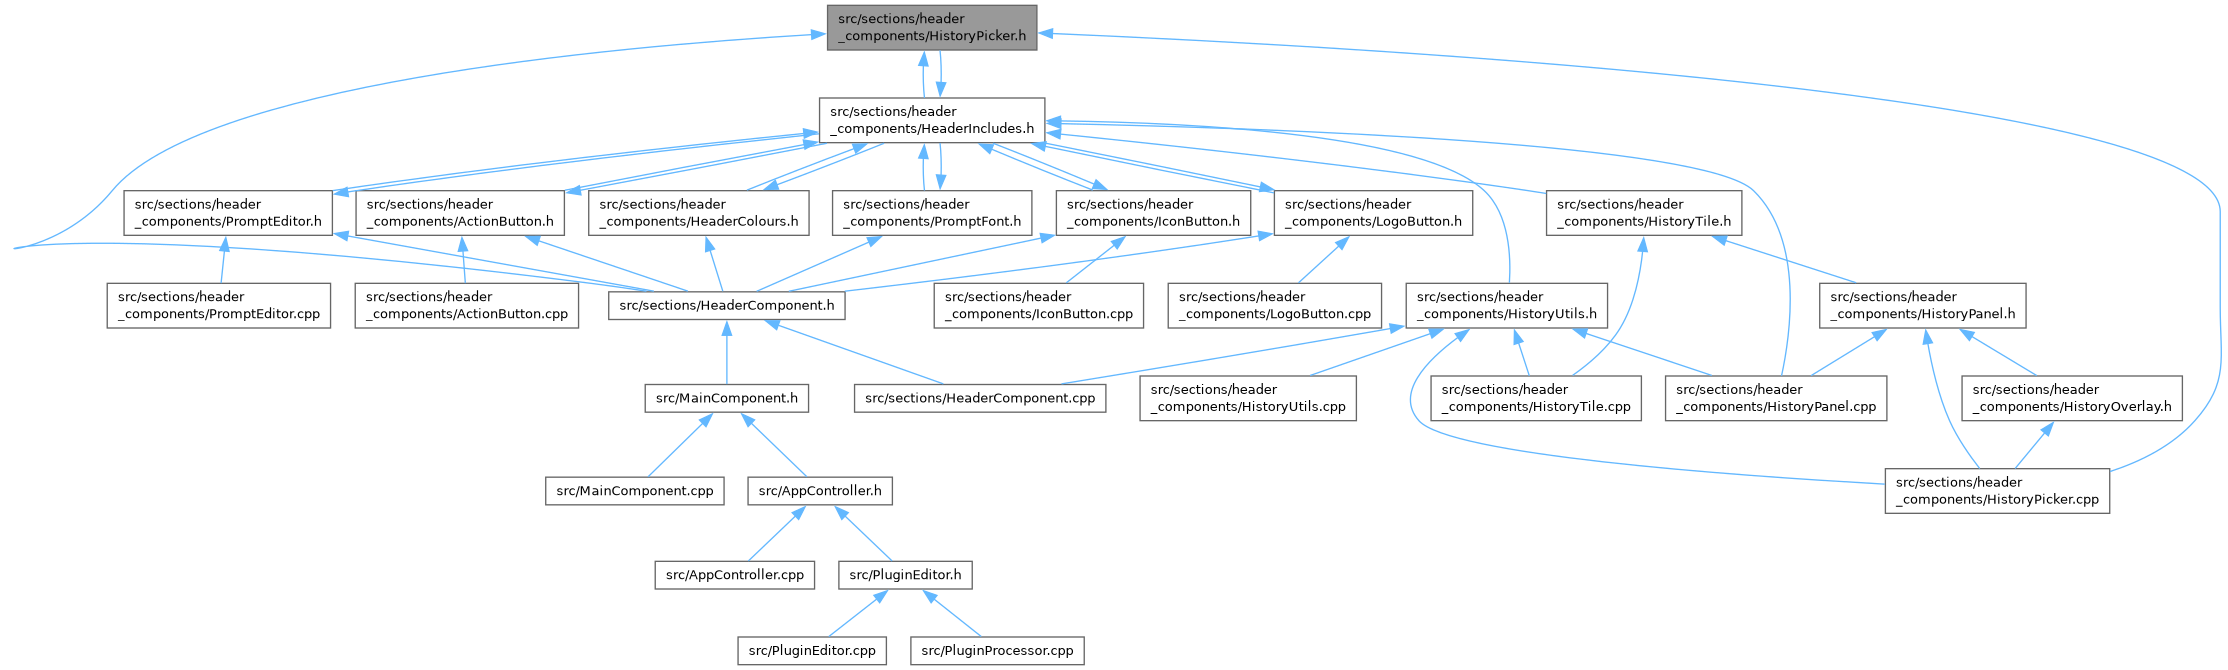 src/sections/header
_components/HistoryPicker.h
src/sections/header
_components/HeaderIncludes.h
src/sections/header
_components/PromptEditor.h
src/sections/header
_components/ActionButton.h
src/sections/header
_components/HeaderColours.h
src/sections/header
_components/PromptFont.h
src/sections/header
_components/IconButton.h
src/sections/header
_components/LogoButton.h
src/sections/header
_components/HistoryTile.h
src/sections/header
_components/PromptEditor.cpp
src/sections/header
_components/ActionButton.cpp
src/sections/HeaderComponent.h
src/sections/header
_components/IconButton.cpp
src/sections/header
_components/LogoButton.cpp
src/sections/header
_components/HistoryUtils.h
src/sections/header
_components/HistoryPanel.h
src/MainComponent.h
src/sections/HeaderComponent.cpp
src/sections/header
_components/HistoryUtils.cpp
src/sections/header
_components/HistoryTile.cpp
src/sections/header
_components/HistoryPanel.cpp
src/sections/header
_components/HistoryOverlay.h
src/MainComponent.cpp
src/AppController.h
src/sections/header
_components/HistoryPicker.cpp
src/AppController.cpp
src/PluginEditor.h
src/PluginEditor.cpp
src/PluginProcessor.cpp